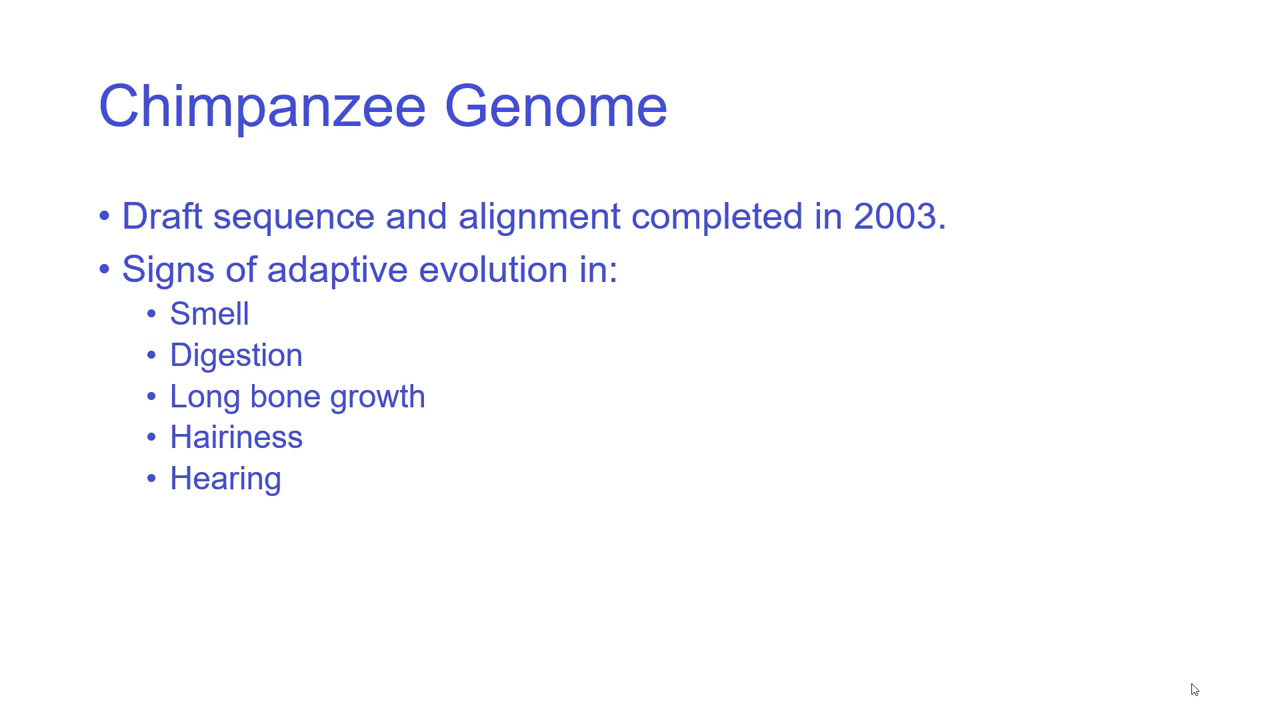 Chimpanzee Genome
• Draft sequence and alignment completed in 2003.
• Signs of adaptive evolution in:
• Smell
• Digestion
• Long bone growth
• Hairiness
• Hearing